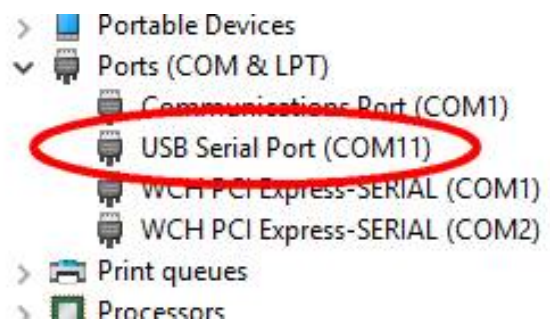 Portable Devices
Ports (COM & LPT)
Communications Port (COM1)
USB Serial Port (COM11)
WCH PCI Express-SERIAL (COM1)
WCH PCI Express-SERIAL (COM2)
Print queues
Processors